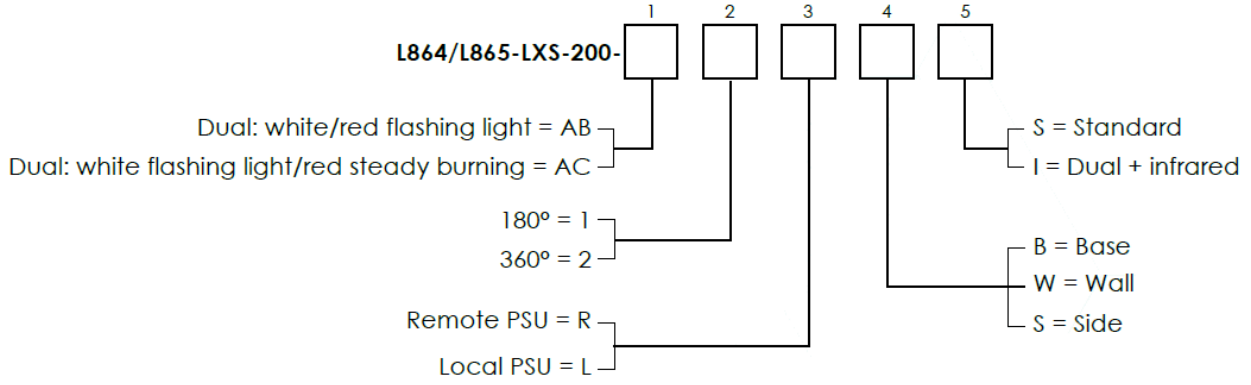 1 2 3 4 5
L864/L865-LXS-200-
Dual: white/red flashing light = AB
Dual: white flashing light/red steady burning = AC
180º = 1
360º = 2
Remote PSU = R
Local PSU = L
S = Standard
I = Dual + infrared
B = Base
W = Wall
S = Side